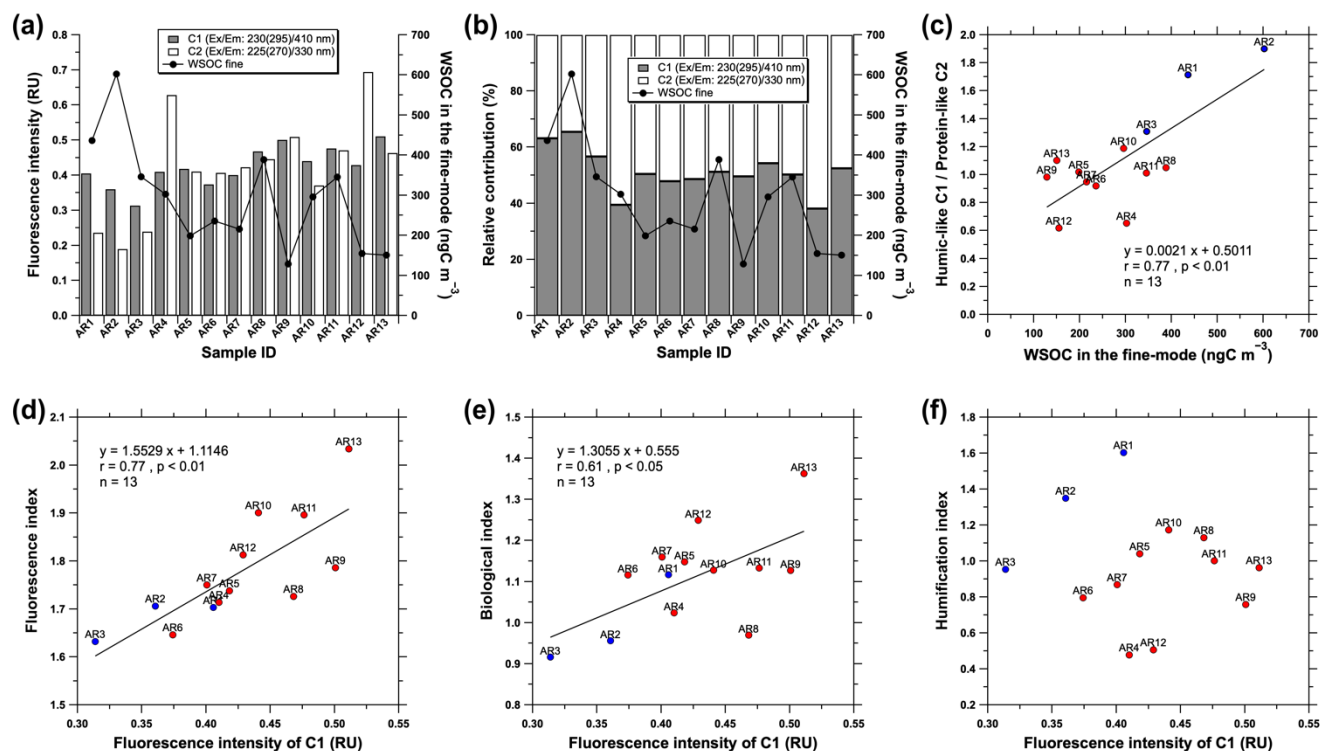 (a)
C1 (Ex/Em: 230(295)/410 nm)
C2 (Ex/Em: 225(270)/330 nm)
WSOC fine
Fluorescence intensity (RU)
0.8
0.7
0.6
0.5
0.4
0.3
0.2
0.1
0.0
700
600
500
400
300
200
100
0
WSOC in the fine-mode (ngC m⁻³)
AR1 AR2 AR3 AR4 AR5 AR6 AR7 AR8 AR9 AR10 AR11 AR12 AR13
Sample ID
(b)
C1 (Ex/Em: 230(295)/410 nm)
C2 (Ex/Em: 225(270)/330 nm)
WSOC fine
Relative contribution (%)
100
80
60
40
20
0
700
600
500
400
300
200
100
0
WSOC in the fine-mode (ngC m⁻³)
AR1 AR2 AR3 AR4 AR5 AR6 AR7 AR8 AR9 AR10 AR11 AR12 AR13
Sample ID
(c)
Humic-like C1 / Protein-like C2
2.0
1.8
1.6
1.4
1.2
1.0
0.8
0.6
0.4
0.2
0.0
AR2
AR1
AR3
AR10
AR13
AR8
AR5
AR11
AR9
AR7
AR6
AR4
AR12
y = 0.0021 x + 0.5011
r = 0.77 , p < 0.01
n = 13
0 100 200 300 400 500 600 700
WSOC in the fine-mode (ngC m⁻³)
(d)
Fluorescence index
2.1
2.0
1.9
1.8
1.7
1.6
1.5
y = 1.5529 x + 1.1146
r = 0.77 , p < 0.01
n = 13
AR13
AR10
AR11
AR12
AR9
AR7
AR5
AR8
AR4
AR2
AR6
AR3
0.30 0.35 0.40 0.45 0.50 0.55
Fluorescence intensity of C1 (RU)
(e)
Biological index
1.5
1.4
1.3
1.2
1.1
1.0
0.9
0.8
y = 1.3055 x + 0.555
r = 0.61 , p < 0.05
n = 13
AR13
AR12
AR7
AR5
AR6
AR1
AR10
AR11
AR9
AR4
AR8
AR2
AR3
0.30 0.35 0.40 0.45 0.50 0.55
Fluorescence intensity of C1 (RU)
(f)
Humification index
1.8
1.6
1.4
1.2
1.0
0.8
0.6
0.4
0.2
AR1
AR2
AR10
AR8
AR5
AR11
AR3
AR13
AR7
AR6
AR9
AR4
AR12
0.30 0.35 0.40 0.45 0.50 0.55
Fluorescence intensity of C1 (RU)